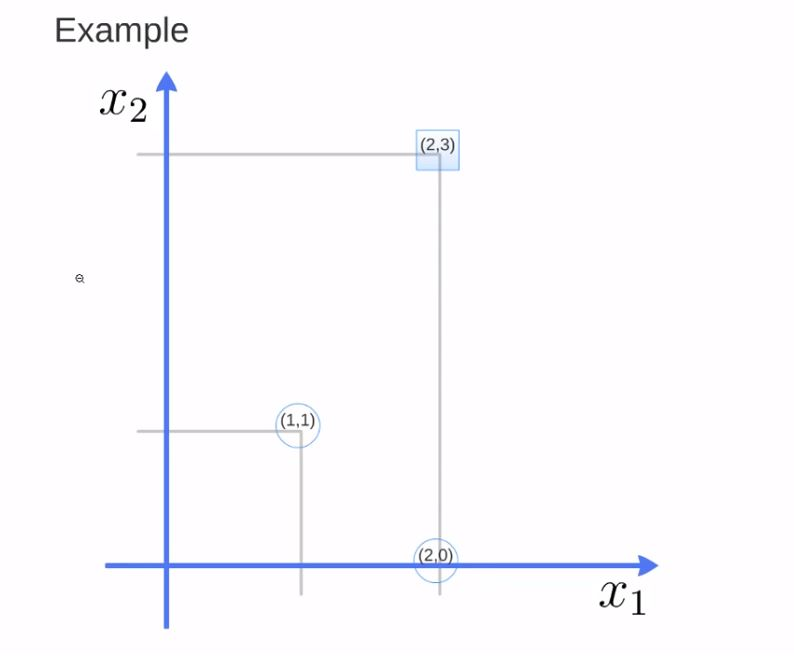 Example
x₂
(2,3)
(1,1)
(2,0)
x₁